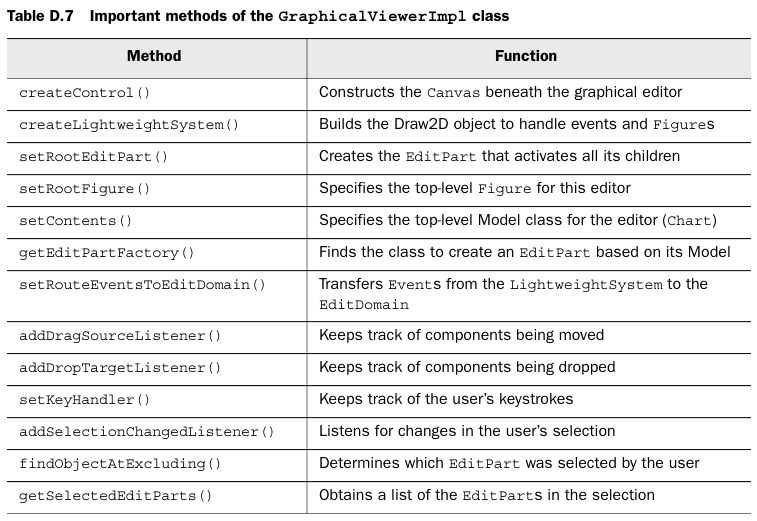 Table D.7 Important methods of the GraphicalViewerImpl class
Method Function
createControl() Constructs the Canvas beneath the graphical editor
createLightweightSystem() Builds the Draw2D object to handle events and Figures
setRootEditPart() Creates the EditPart that activates all its children
setRootFigure() Specifies the top-level Figure for this editor
setContents() Specifies the top-level Model class for the editor (Chart)
getEditPartFactory() Finds the class to create an EditPart based on its Model
setRouteEventsToEditDomain() Transfers Events from the LightweightSystem to the
EditDomain
addDragSourceListener() Keeps track of components being moved
addDropTargetListener() Keeps track of components being dropped
setKeyHandler() Keeps track of the user's keystrokes
addSelectionChangedListener() Listens for changes in the user's selection
findObjectAtExcluding() Determines which EditPart was selected by the user
getSelectedEditParts() Obtains a list of the EditParts in the selection